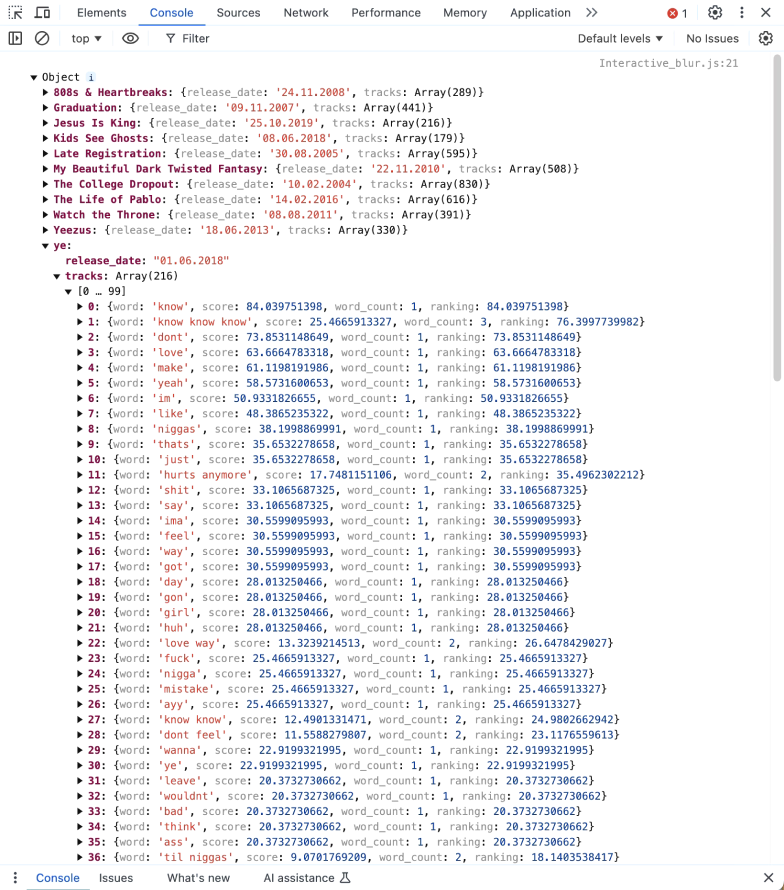 Elements Console Sources Network Performance Memory Application 1
top Filter Default levels No Issues
Interactive_blur.js:21
Object i
808s & Heartbreaks: {release_date: '24.11.2008', tracks: Array(289)}
Graduation: {release_date: '09.11.2007', tracks: Array(441)}
Jesus Is King: {release_date: '25.10.2019', tracks: Array(216)}
Kids See Ghosts: {release_date: '08.06.2018', tracks: Array(179)}
Late Registration: {release_date: '30.08.2005', tracks: Array(595)}
My Beautiful Dark Twisted Fantasy: {release_date: '22.11.2010', tracks: Array(508)}
The College Dropout: {release_date: '10.02.2004', tracks: Array(830)}
The Life of Pablo: {release_date: '14.02.2016', tracks: Array(616)}
Watch the Throne: {release_date: '08.08.2011', tracks: Array(391)}
Yeezus: {release_date: '18.06.2013', tracks: Array(330)}
ye:
release_date: "01.06.2018"
tracks: Array(216)
[0 … 99]
0: {word: 'know', score: 84.039751398, word_count: 1, ranking: 84.039751398}
1: {word: 'know know know', score: 25.4665913327, word_count: 3, ranking: 76.3997739982}
2: {word: 'dont', score: 73.8531148649, word_count: 1, ranking: 73.8531148649}
3: {word: 'love', score: 63.6664783318, word_count: 1, ranking: 63.6664783318}
4: {word: 'make', score: 61.1198191986, word_count: 1, ranking: 61.1198191986}
5: {word: 'yeah', score: 58.5731600653, word_count: 1, ranking: 58.5731600653}
6: {word: 'im', score: 50.9331826655, word_count: 1, ranking: 50.9331826655}
7: {word: 'like', score: 48.3865235322, word_count: 1, ranking: 48.3865235322}
8: {word: 'niggas', score: 38.1998869991, word_count: 1, ranking: 38.1998869991}
9: {word: 'thats', score: 35.6532278658, word_count: 1, ranking: 35.6532278658}
10: {word: 'just', score: 35.6532278658, word_count: 1, ranking: 35.6532278658}
11: {word: 'hurts anymore', score: 17.7481151106, word_count: 2, ranking: 35.4962302212}
12: {word: 'shit', score: 33.1065687325, word_count: 1, ranking: 33.1065687325}
13: {word: 'say', score: 33.1065687325, word_count: 1, ranking: 33.1065687325}
14: {word: 'ima', score: 30.5599095993, word_count: 1, ranking: 30.5599095993}
15: {word: 'feel', score: 30.5599095993, word_count: 1, ranking: 30.5599095993}
16: {word: 'way', score: 30.5599095993, word_count: 1, ranking: 30.5599095993}
17: {word: 'got', score: 30.5599095993, word_count: 1, ranking: 30.5599095993}
18: {word: 'day', score: 28.013250466, word_count: 1, ranking: 28.013250466}
19: {word: 'gon', score: 28.013250466, word_count: 1, ranking: 28.013250466}
20: {word: 'girl', score: 28.013250466, word_count: 1, ranking: 28.013250466}
21: {word: 'huh', score: 28.013250466, word_count: 1, ranking: 28.013250466}
22: {word: 'love way', score: 13.3239214513, word_count: 2, ranking: 26.6478429027}
23: {word: 'fuck', score: 25.4665913327, word_count: 1, ranking: 25.4665913327}
24: {word: 'nigga', score: 25.4665913327, word_count: 1, ranking: 25.4665913327}
25: {word: 'mistake', score: 25.4665913327, word_count: 1, ranking: 25.4665913327}
26: {word: 'ayy', score: 25.4665913327, word_count: 1, ranking: 25.4665913327}
27: {word: 'know know', score: 12.4901331471, word_count: 2, ranking: 24.9802662942}
28: {word: 'dont feel', score: 11.5588279807, word_count: 2, ranking: 23.1176559613}
29: {word: 'wanna', score: 22.9199321995, word_count: 1, ranking: 22.9199321995}
30: {word: 'ye', score: 22.9199321995, word_count: 1, ranking: 22.9199321995}
31: {word: 'leave', score: 20.3732730662, word_count: 1, ranking: 20.3732730662}
32: {word: 'wouldnt', score: 20.3732730662, word_count: 1, ranking: 20.3732730662}
33: {word: 'bad', score: 20.3732730662, word_count: 1, ranking: 20.3732730662}
34: {word: 'think', score: 20.3732730662, word_count: 1, ranking: 20.3732730662}
35: {word: 'ass', score: 20.3732730662, word_count: 1, ranking: 20.3732730662}
36: {word: 'til niggas', score: 9.0701769209, word_count: 2, ranking: 18.1403538417}
Console Issues What's new AI assistance